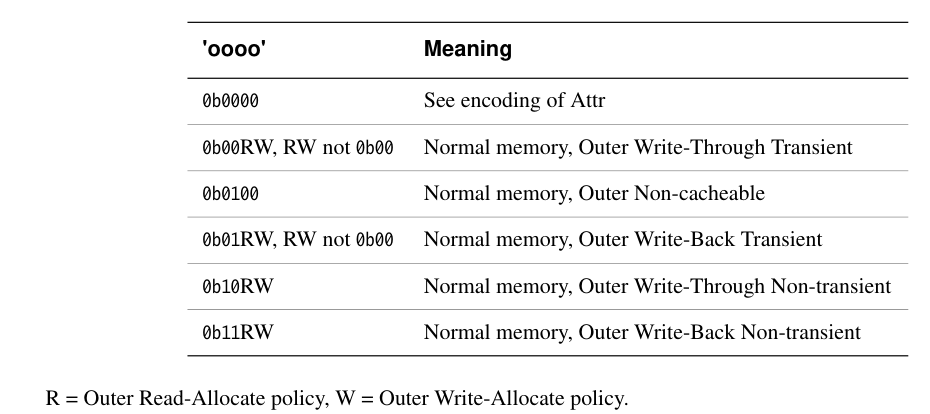 'oooo' Meaning
0b0000 See encoding of Attr
0b00RW, RW not 0b00 Normal memory, Outer Write-Through Transient
0b0100 Normal memory, Outer Non-cacheable
0b01RW, RW not 0b00 Normal memory, Outer Write-Back Transient
0b10RW Normal memory, Outer Write-Through Non-transient
0b11RW Normal memory, Outer Write-Back Non-transient
R = Outer Read-Allocate policy, W = Outer Write-Allocate policy.